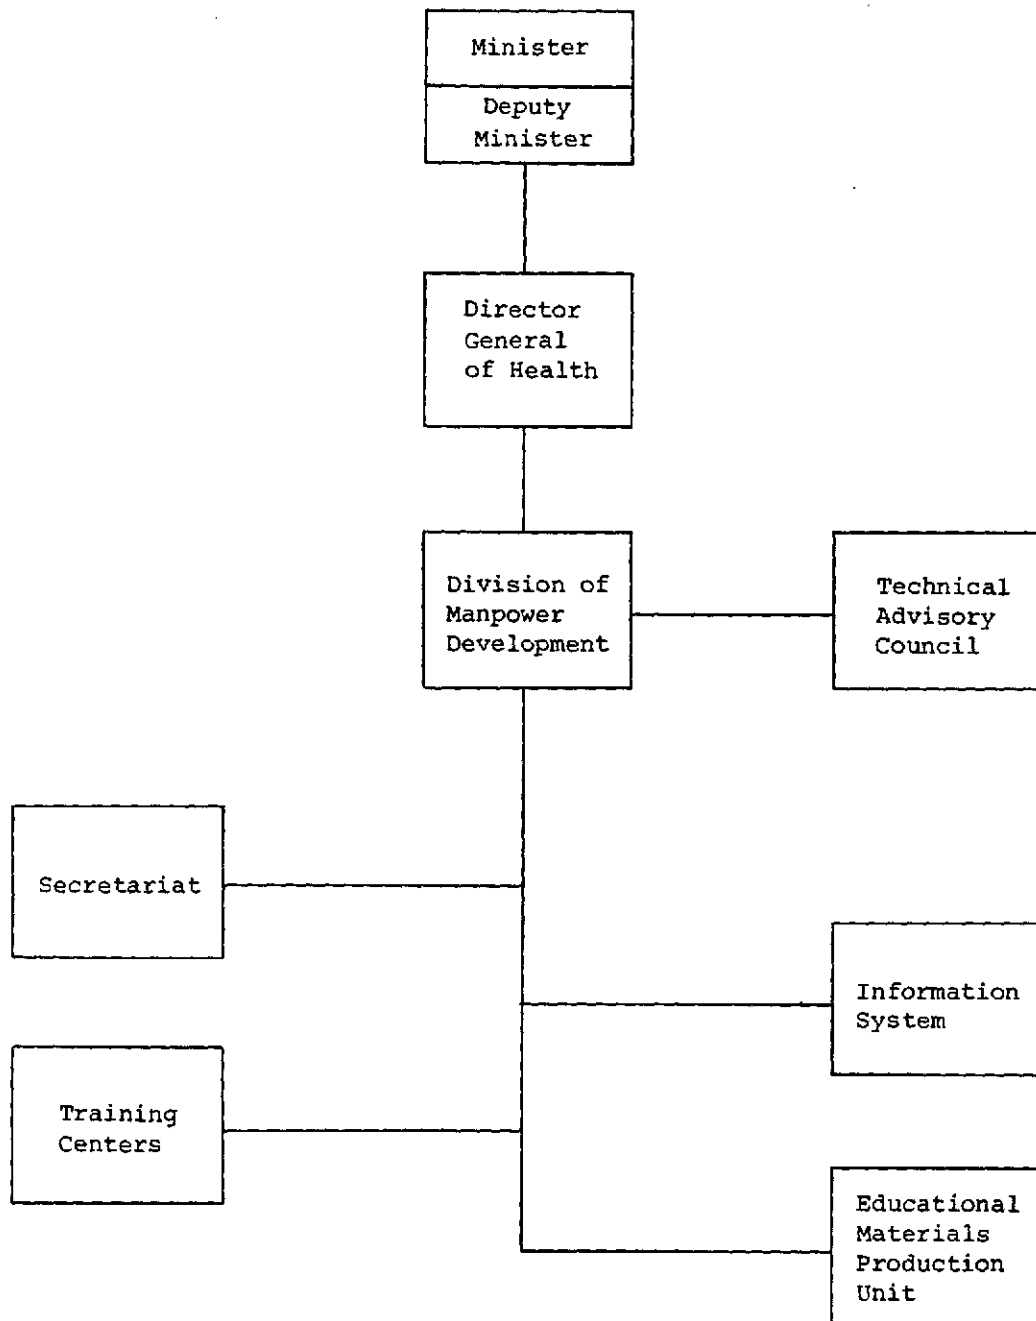 Minister
Deputy
Minister
Director
General
of Health
Division of
Manpower
Development
Technical
Advisory
Council
Secretariat
Information
System
Training
Centers
Educational
Materials
Production
Unit